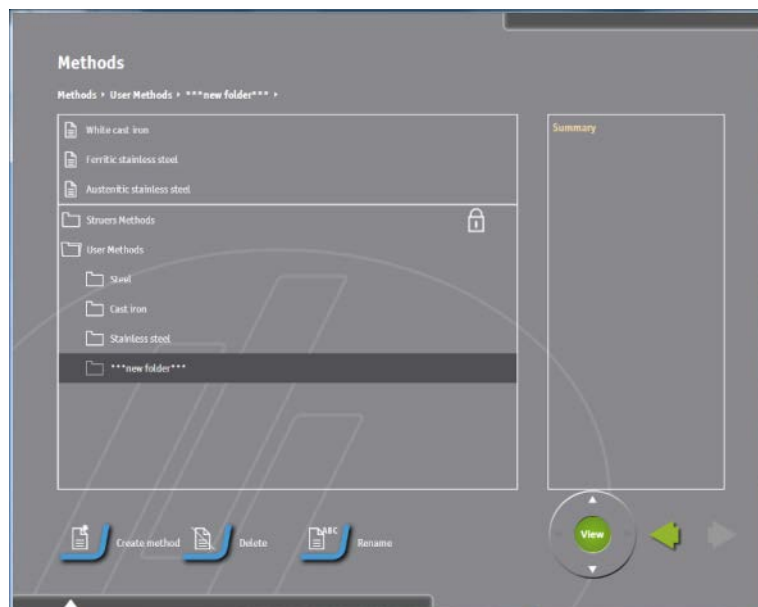 Methods
Methods ▸ User Methods ▸ ***new folder*** ▸
White cast iron
Summary
Ferritic stainless steel
Austenitic stainless steel
Struers Methods
User Methods
Steel
Cast iron
Stainless steel
***new folder***
Create method
Delete
ABC
Rename
View